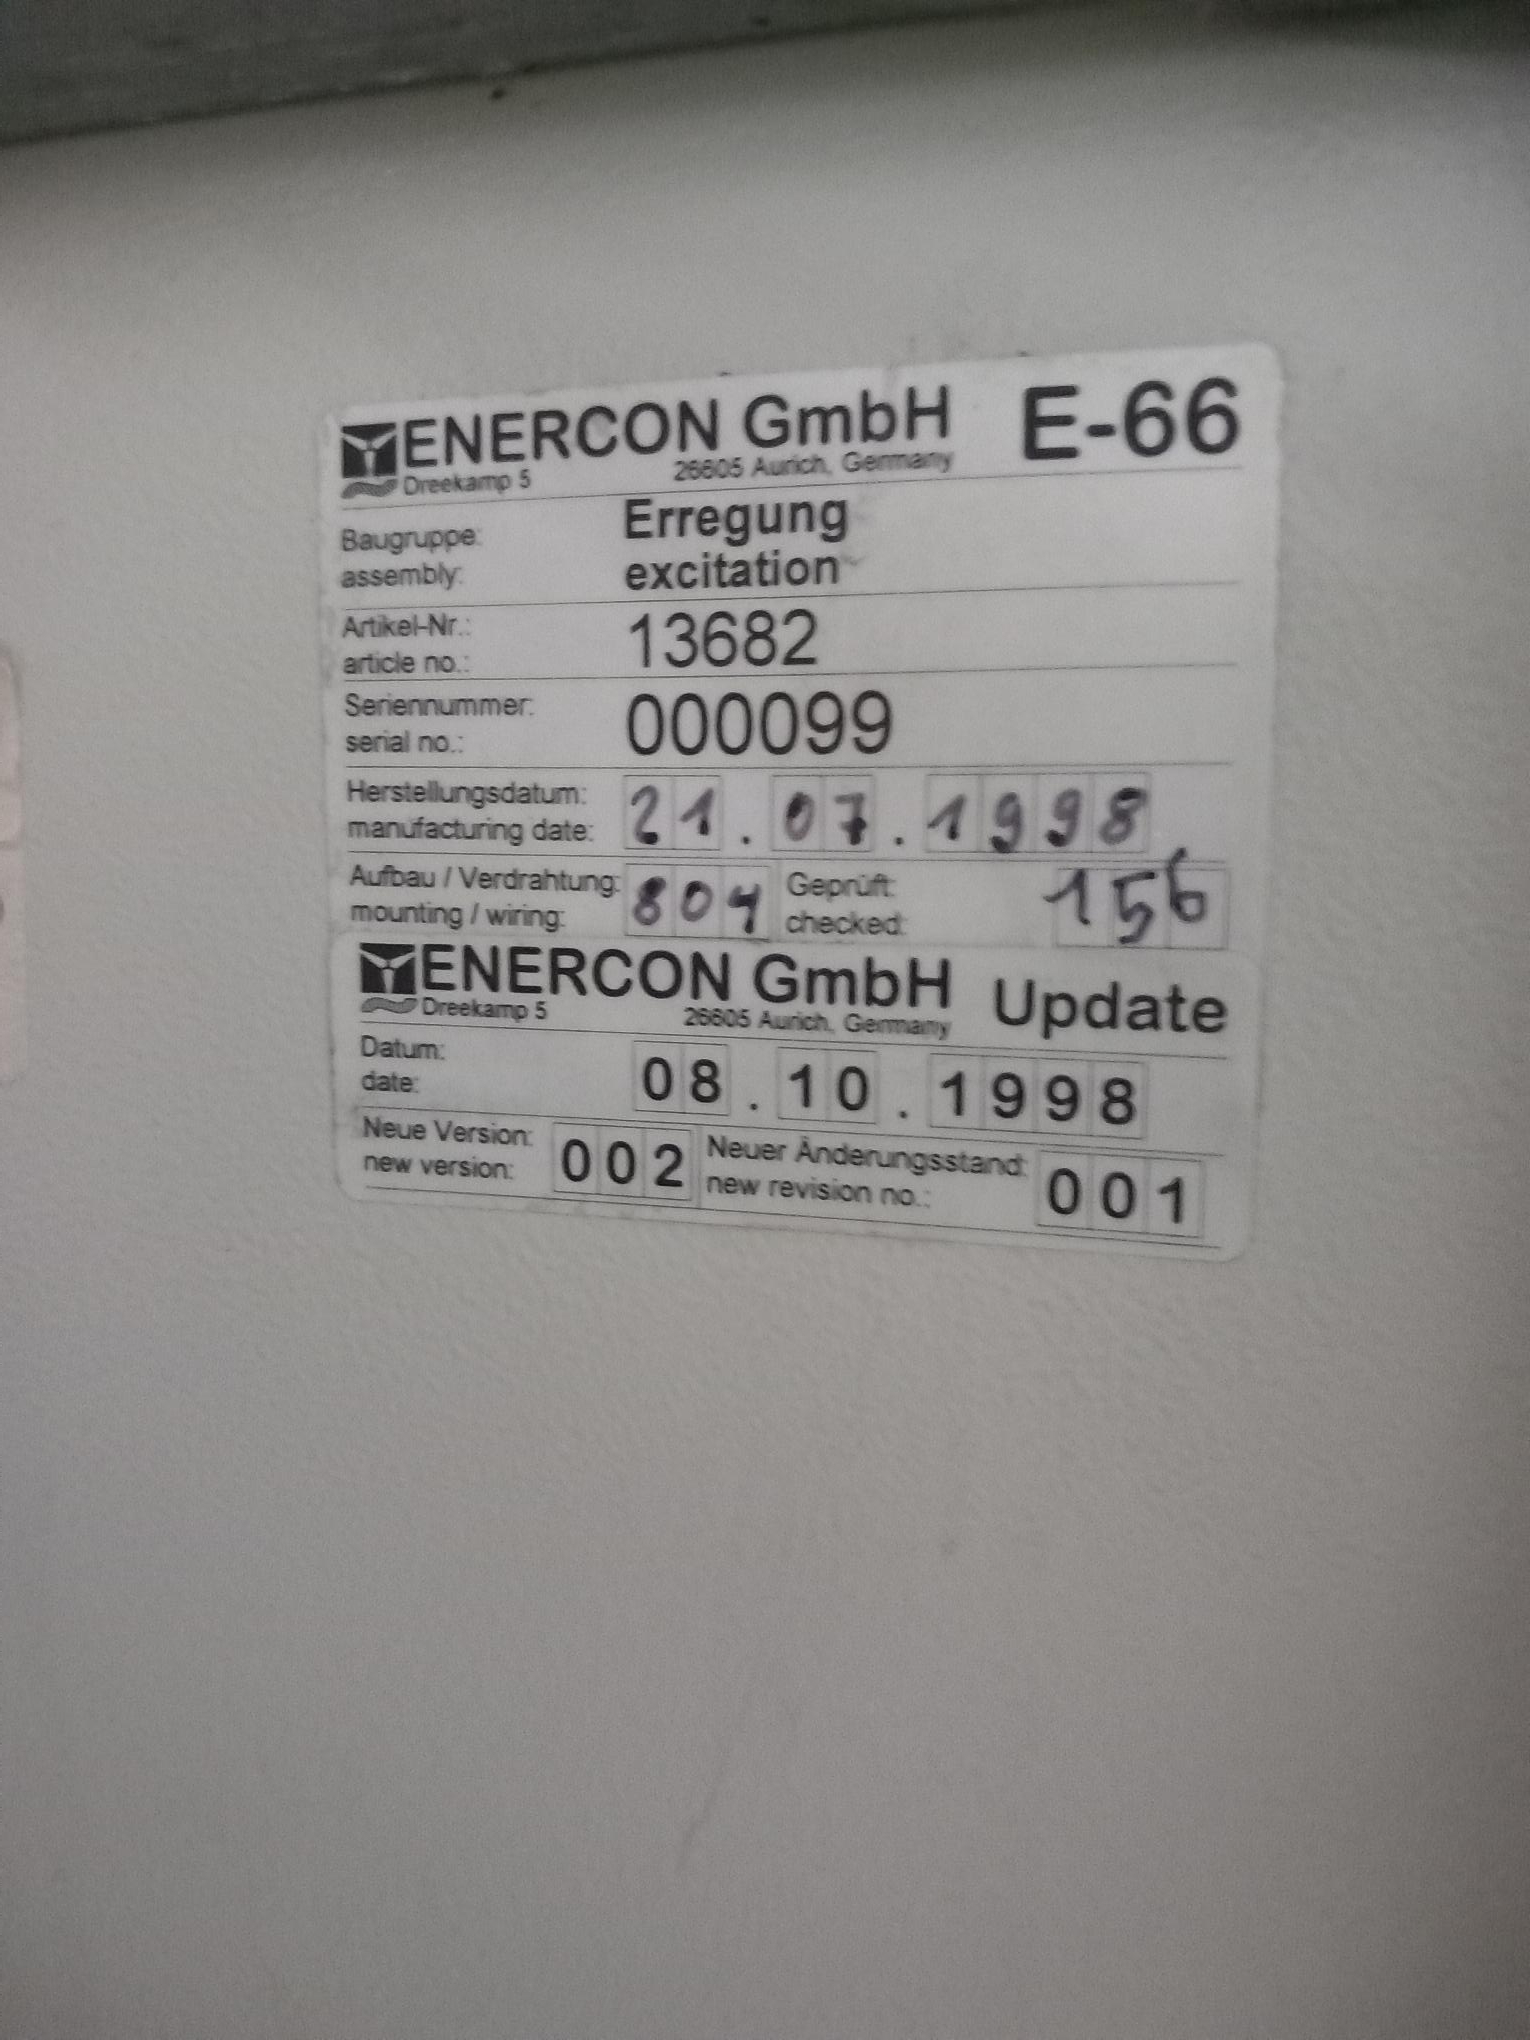 ENERCON GmbH E-66
Dreekamp 5 26605 Aurich, Germany
Baugruppe: Erregung
assembly: excitation
Artikel-Nr.: 13682
article no.:
Seriennummer: 000099
serial no.:
Herstellungsdatum: 21.07.1998
manufacturing date:
Aufbau / Verdrahtung: 804 Geprüft: 156
mounting / wiring: checked:
ENERCON GmbH Update
Dreekamp 5 26605 Aurich, Germany
Datum: 08.10.1998
date:
Neue Version: 002 Neuer Änderungsstand: 001
new version: new revision no.: